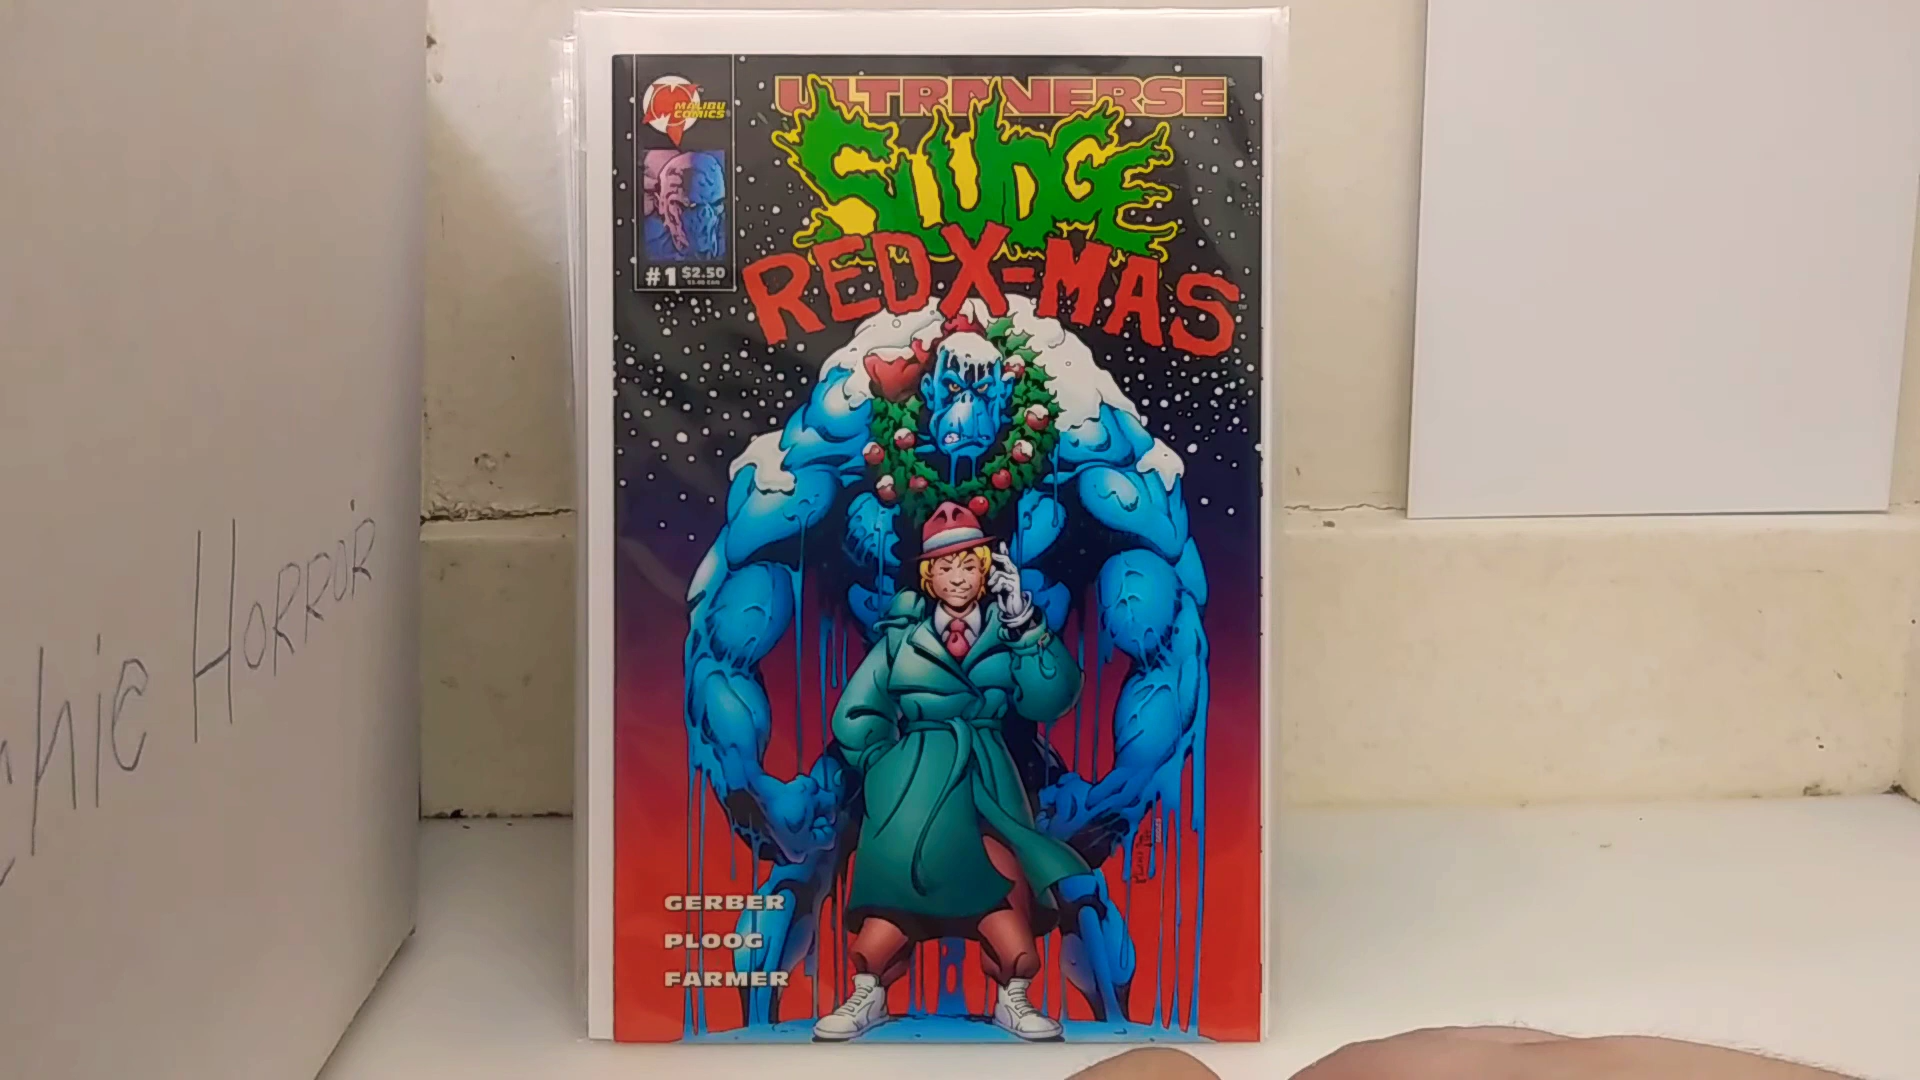 chie Horror
MALIBU
COMICS
ULTRAVERSE
SLUDGE
RED X-MAS
#1 $2.50
GERBER
PLOOG
FARMER